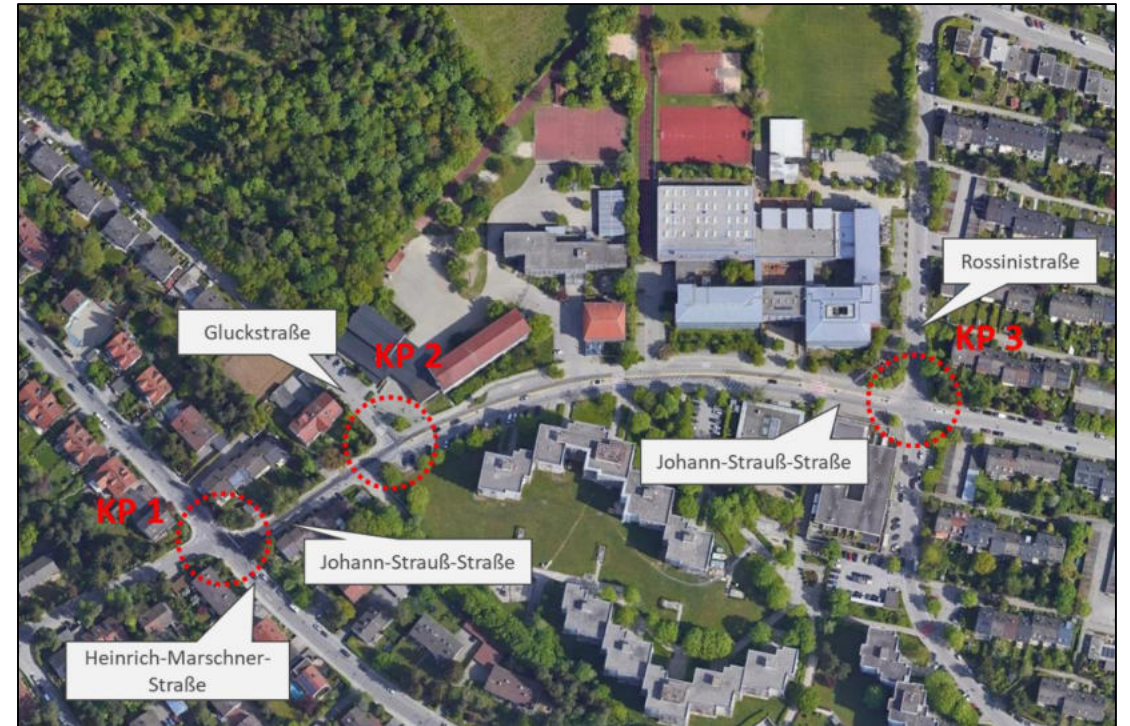 Rossinistraße
Gluckstraße
KP 2
KP 3
Johann-Strauß-Straße
KP 1
Johann-Strauß-Straße
Heinrich-Marschner-
Straße